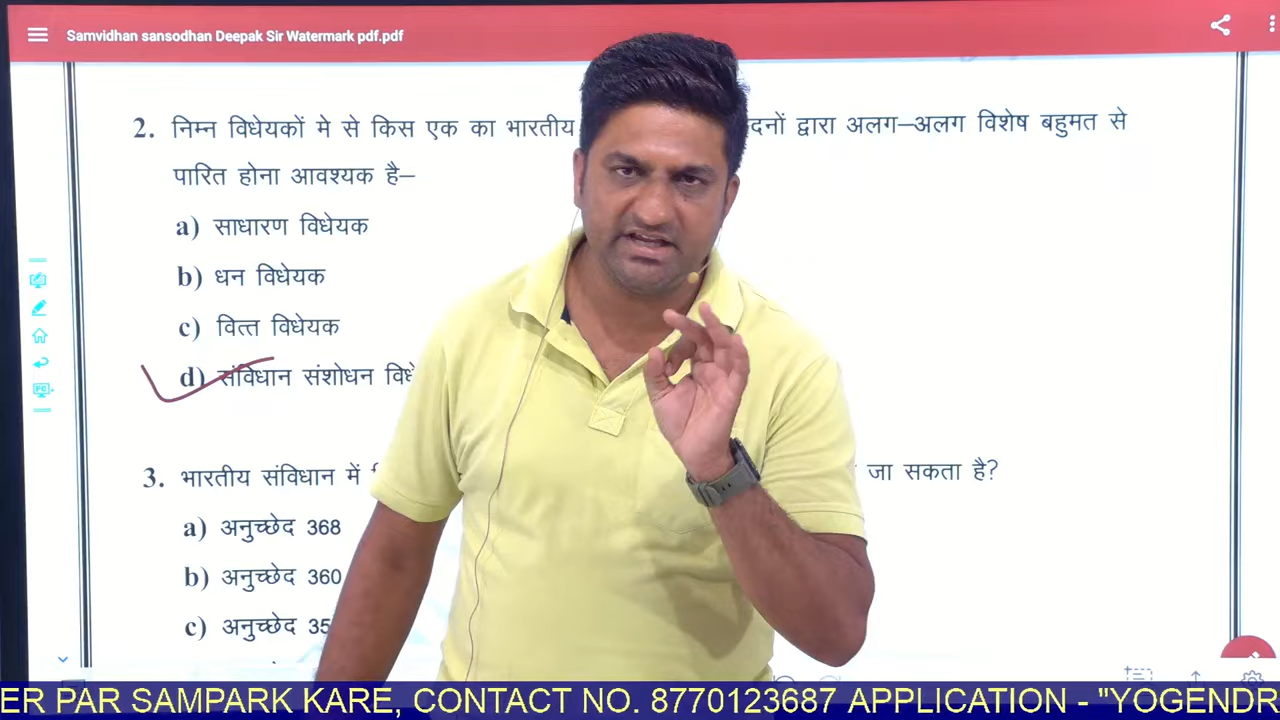 Samvidhan sansodhan Deepak Sir Watermark pdf.pdf
2. निम्न विधेयकों मे से किस एक का भारतीय दनों द्वारा अलग–अलग विशेष बहुमत से
पारित होना आवश्यक है–
a) साधारण विधेयक
b) धन विधेयक
c) वित्त विधेयक
d) संविधान संशोधन विधे
3. भारतीय संविधान में जा सकता है?
a) अनुच्छेद 368
b) अनुच्छेद 360
c) अनुच्छेद 35
ER PAR SAMPARK KARE, CONTACT NO. 8770123687 APPLICATION - "YOGENDR